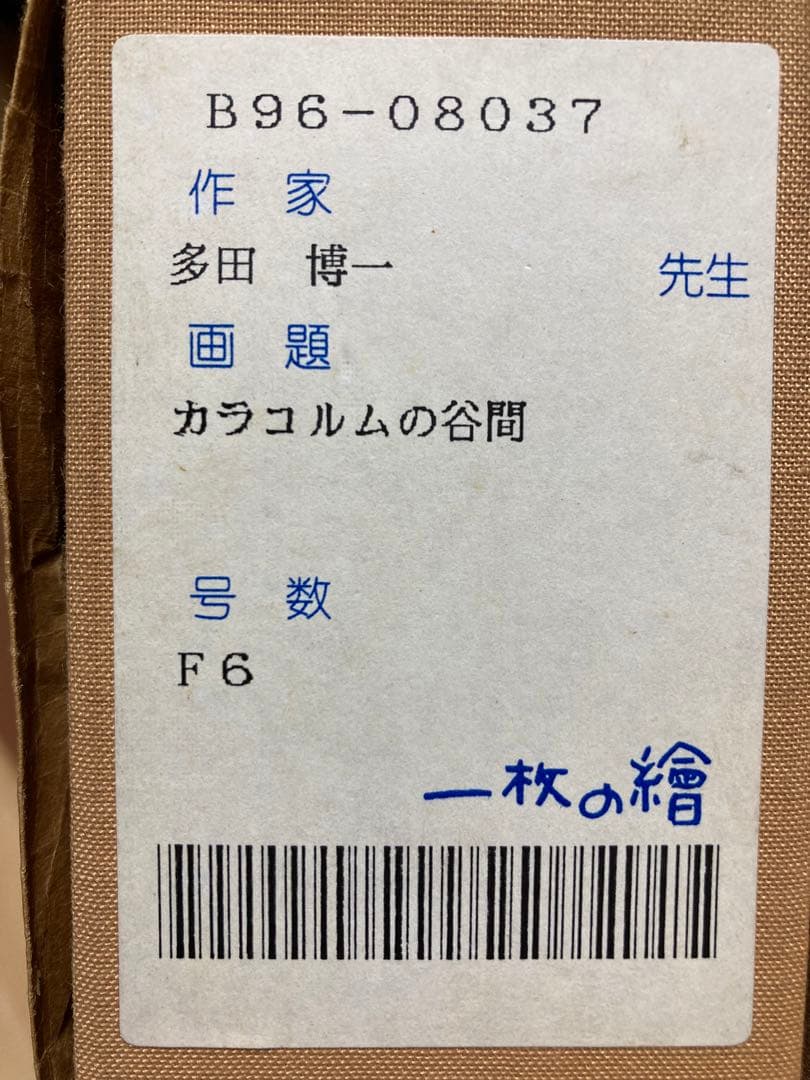 B96-08037
作家
多田 博一 先生
画題
カラコルムの谷間
号数
F6
一枚の繪